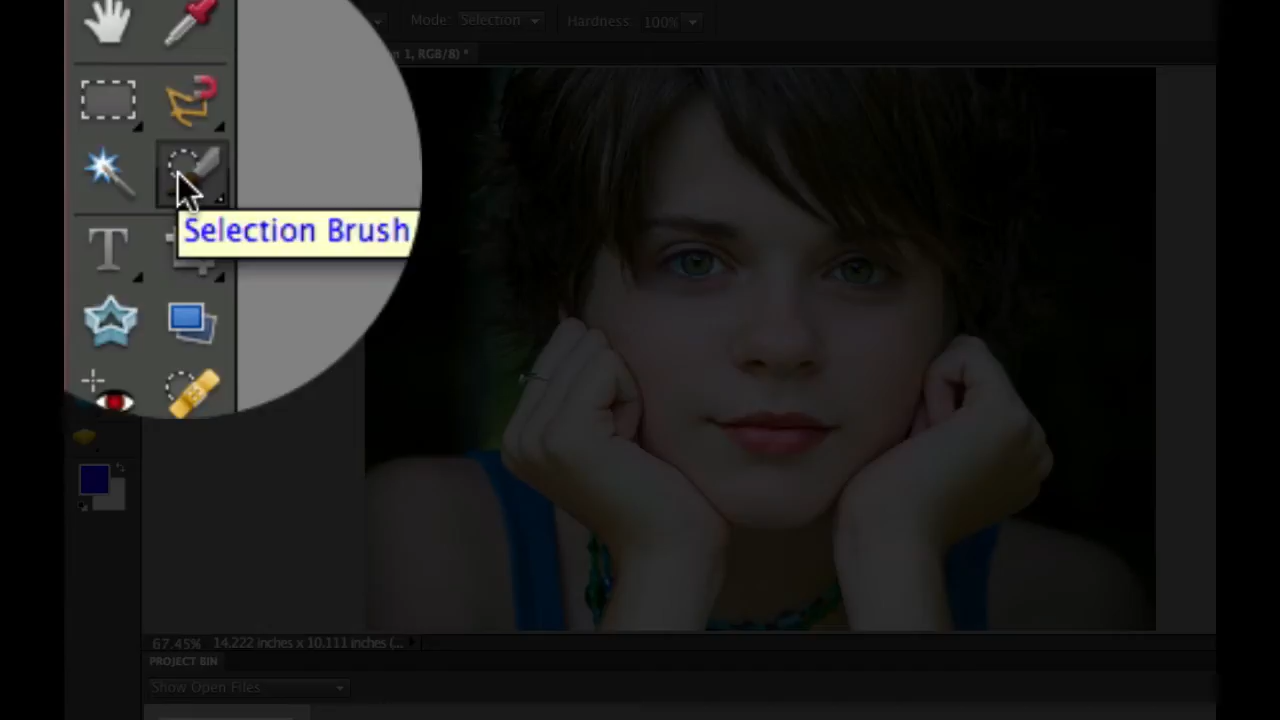 Mode: Selection Hardness: 100%
n 1, RGB/8) *
Selection Brush
T
67.45% 14.222 inches x 10.111 inches (...
PROJECT BIN
Show Open Files